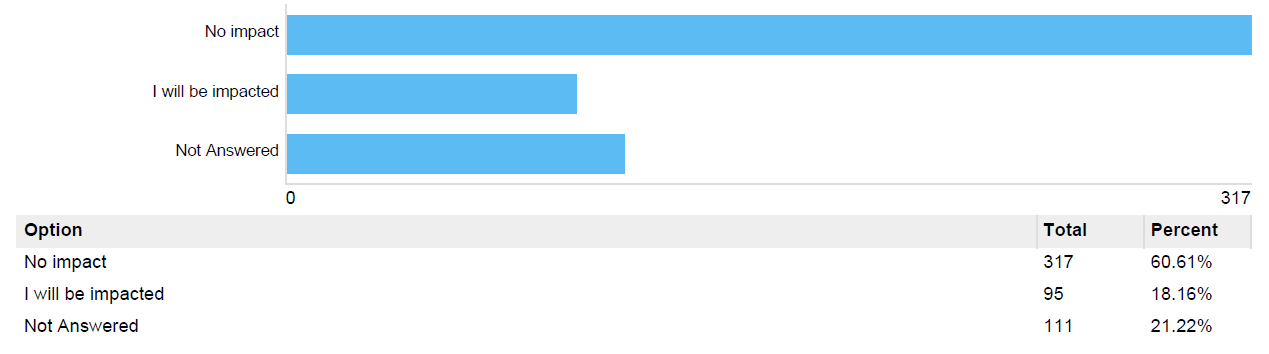 No impact
I will be impacted
Not Answered
0 317
Option Total Percent
No impact 317 60.61%
I will be impacted 95 18.16%
Not Answered 111 21.22%